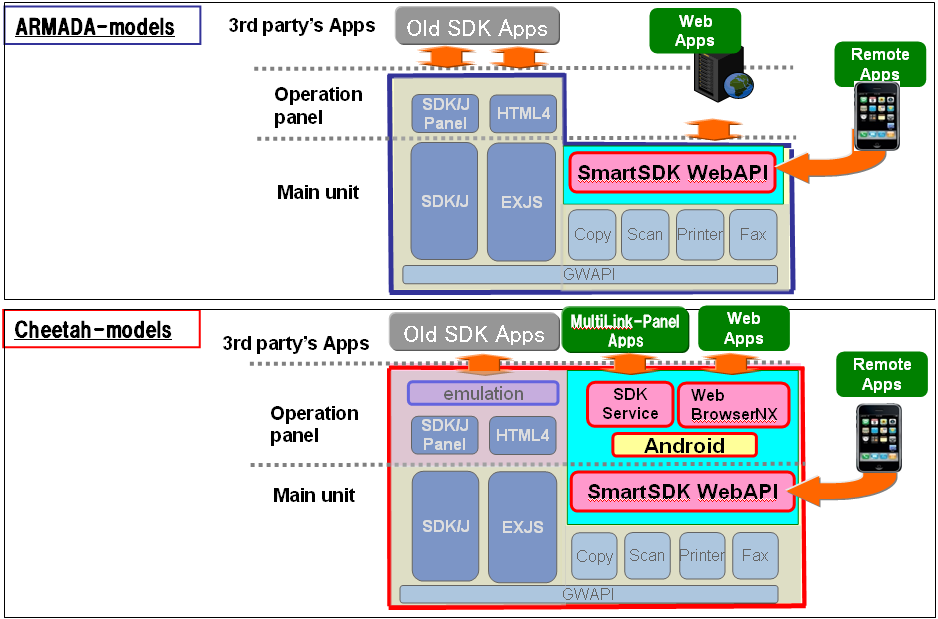 ARMADA-models
3rd party's Apps
Old SDK Apps
Web
Apps
Remote
Apps
Operation
panel
SDK/J
Panel
HTML4
Main unit
SDK/J
EXJS
SmartSDK WebAPI
Copy
Scan
Printer
Fax
GWAPI
Cheetah-models
3rd party's Apps
Old SDK Apps
MultiLink-Panel
Apps
Web
Apps
Remote
Apps
Operation
panel
emulation
SDK/J
Panel
HTML4
SDK
Service
Web
BrowserNX
Android
Main unit
SDK/J
EXJS
SmartSDK WebAPI
Copy
Scan
Printer
Fax
GWAPI